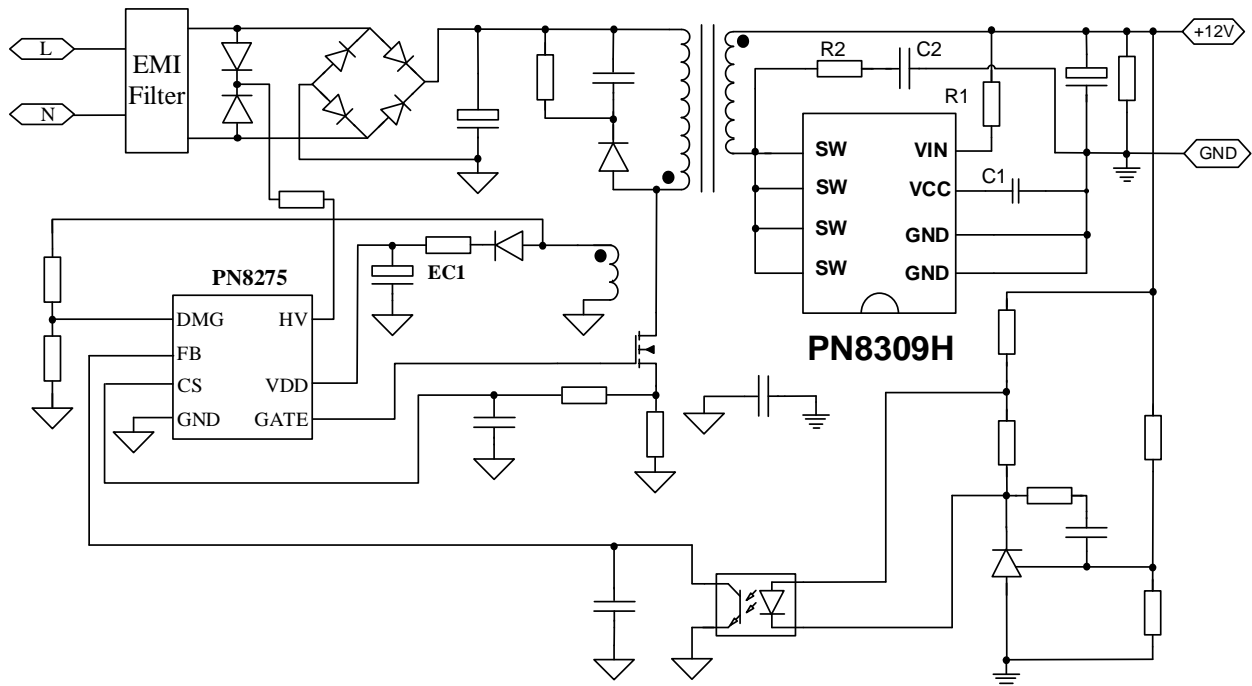 L
N
EMI
Filter
+12V
GND
R2
C2
R1
SW
SW
SW
SW
VIN
VCC
GND
GND
C1
PN8309H
EC1
PN8275
DMG
FB
CS
GND
HV
VDD
GATE